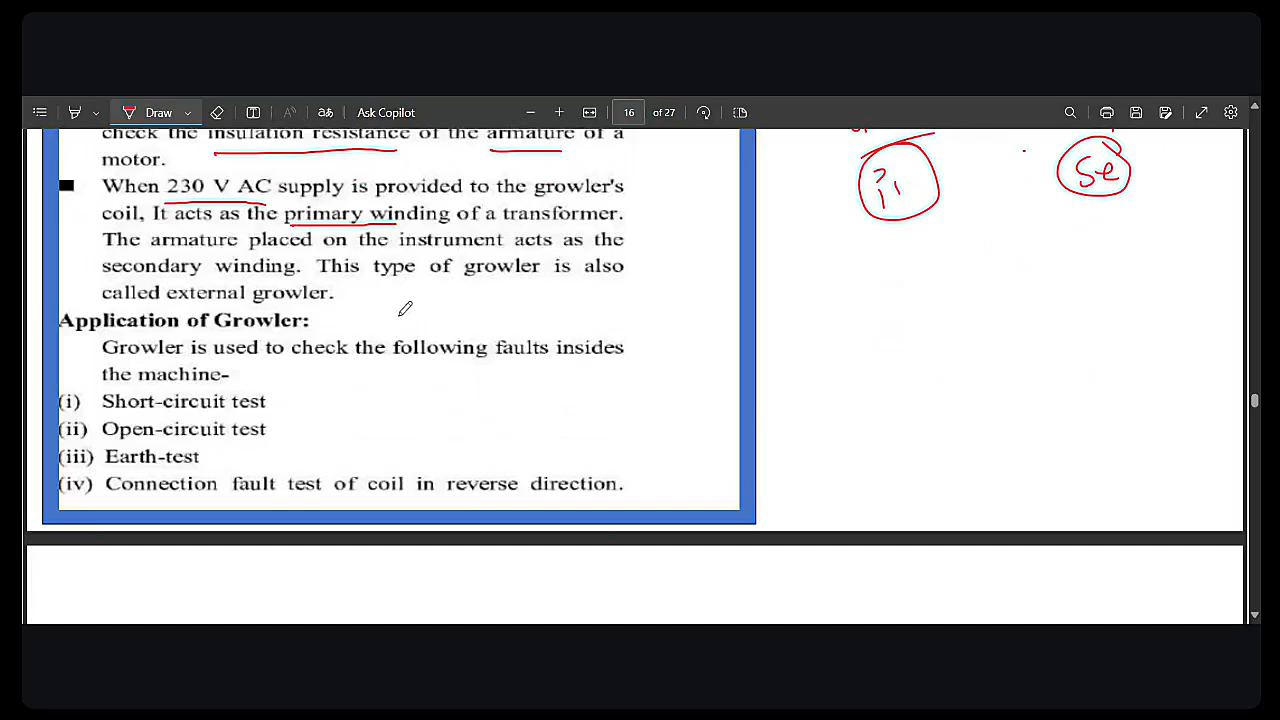 Draw
Ask Copilot
16 of 27
check the insulation resistance of the armature of a
motor.
When 230 V AC supply is provided to the growler's
coil, It acts as the primary winding of a transformer.
The armature placed on the instrument acts as the
secondary winding. This type of growler is also
called external growler.
Application of Growler:
Growler is used to check the following faults insides
the machine-
(i) Short-circuit test
(ii) Open-circuit test
(iii) Earth-test
(iv) Connection fault test of coil in reverse direction.
Se